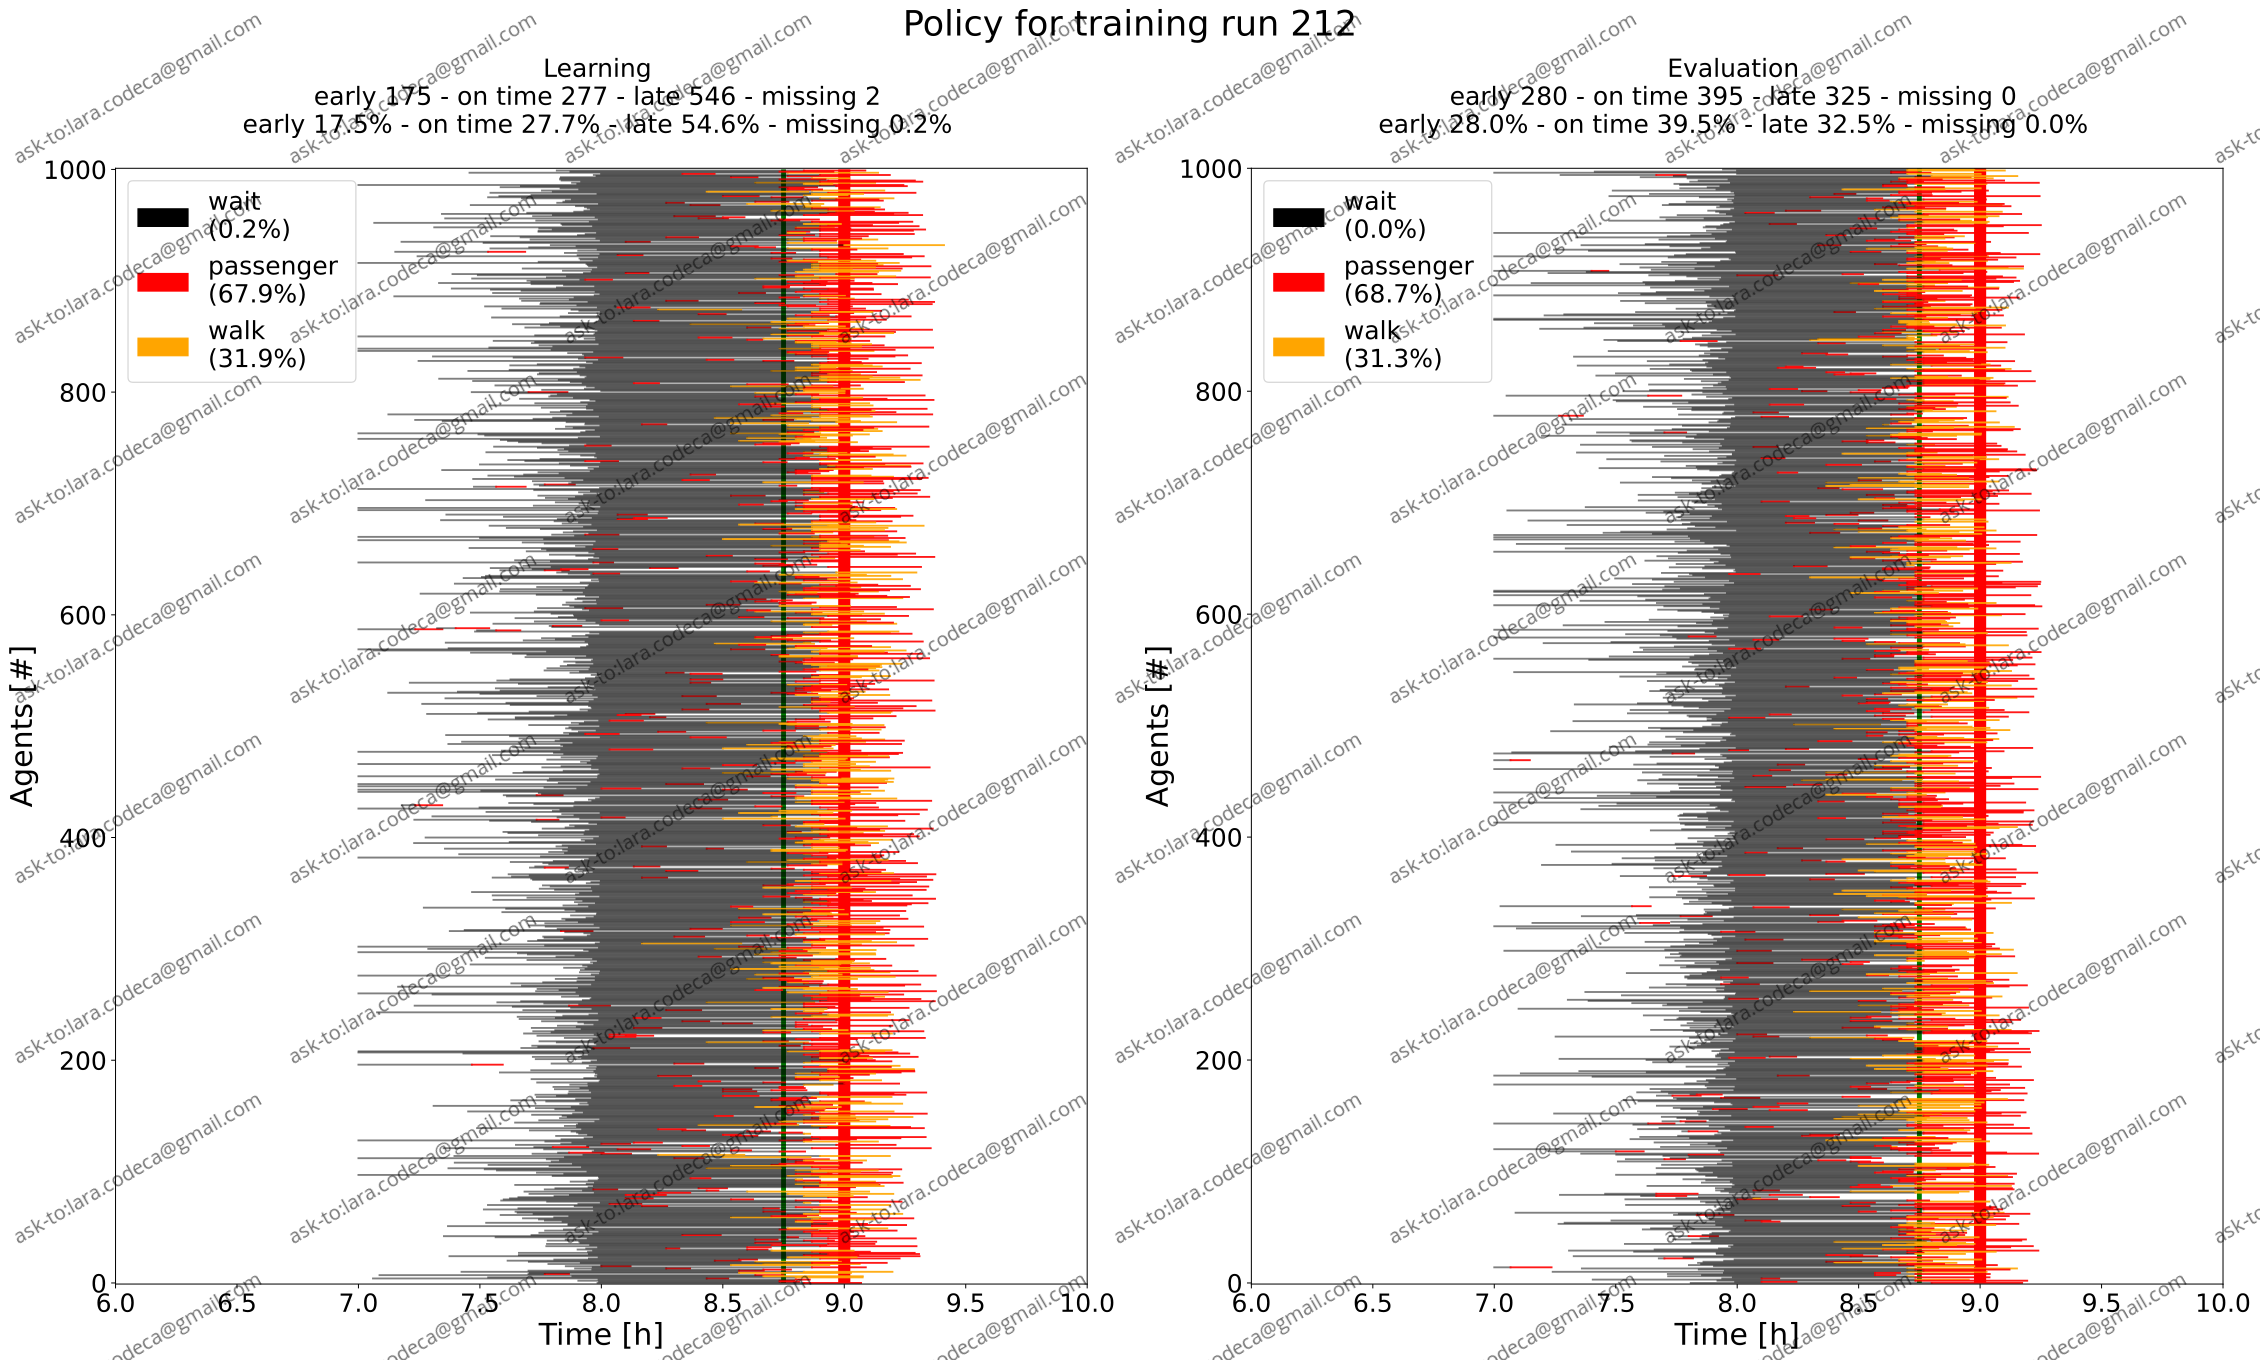 Policy for training run 212
Learning
early 175 - on time 277 - late 546 - missing 2
early 17.5% - on time 27.7% - late 54.6% - missing 0.2%
wait
(0.2%)
passenger
(67.9%)
walk
(31.9%)
Agents [#]
1000
800
600
400
200
0
6.0 6.5 7.0 7.5 8.0 8.5 9.0 9.5 10.0
Time [h]
Evaluation
early 280 - on time 395 - late 325 - missing 0
early 28.0% - on time 39.5% - late 32.5% - missing 0.0%
wait
(0.0%)
passenger
(68.7%)
walk
(31.3%)
Agents [#]
1000
800
600
400
200
0
6.0 6.5 7.0 7.5 8.0 8.5 9.0 9.5 10.0
Time [h]
ask-to:lara.codeca@gmail.com